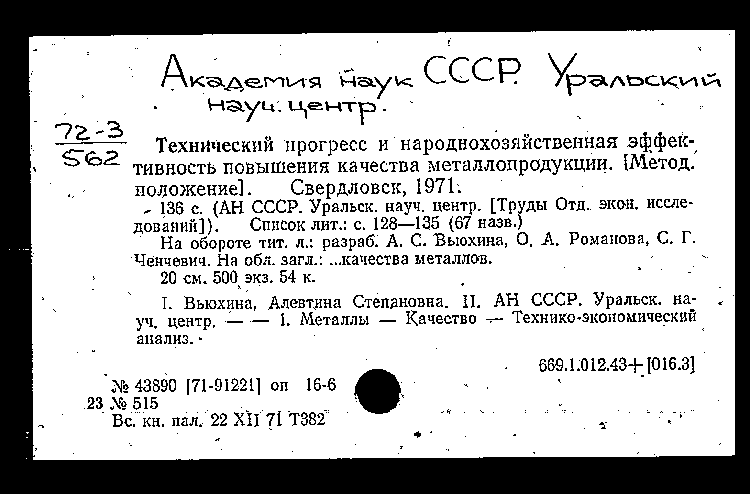 Академия наук СССР. Уральский
науч. центр.
72-3
562
Технический прогресс и народнохозяйственная эффек-
тивность повышения качества металлопродукции. [Метод.
положение]. Свердловск, 1971.
136 с. (АН СССР. Уральск. науч. центр. [Труды Отд. экон. иссле-
дований]). Список лит.: с. 128—135 (67 назв.)
На обороте тит. л.: разраб. А. С. Вьюхина, О. А. Романова, С. Г.
Ченчевич. На обл. загл.: ...качества металлов.
20 см. 500 экз. 54 к.
I. Вьюхина, Алевтина Степановна. II. АН СССР. Уральск. на-
уч. центр. — — 1. Металлы — Качество — Технико-экономический
анализ.
669.1.012.43+[016.3]
№ 43890 [71-91221] оп 16-6
23 № 515
Вс. кн. пал. 22 XII 71 Т382